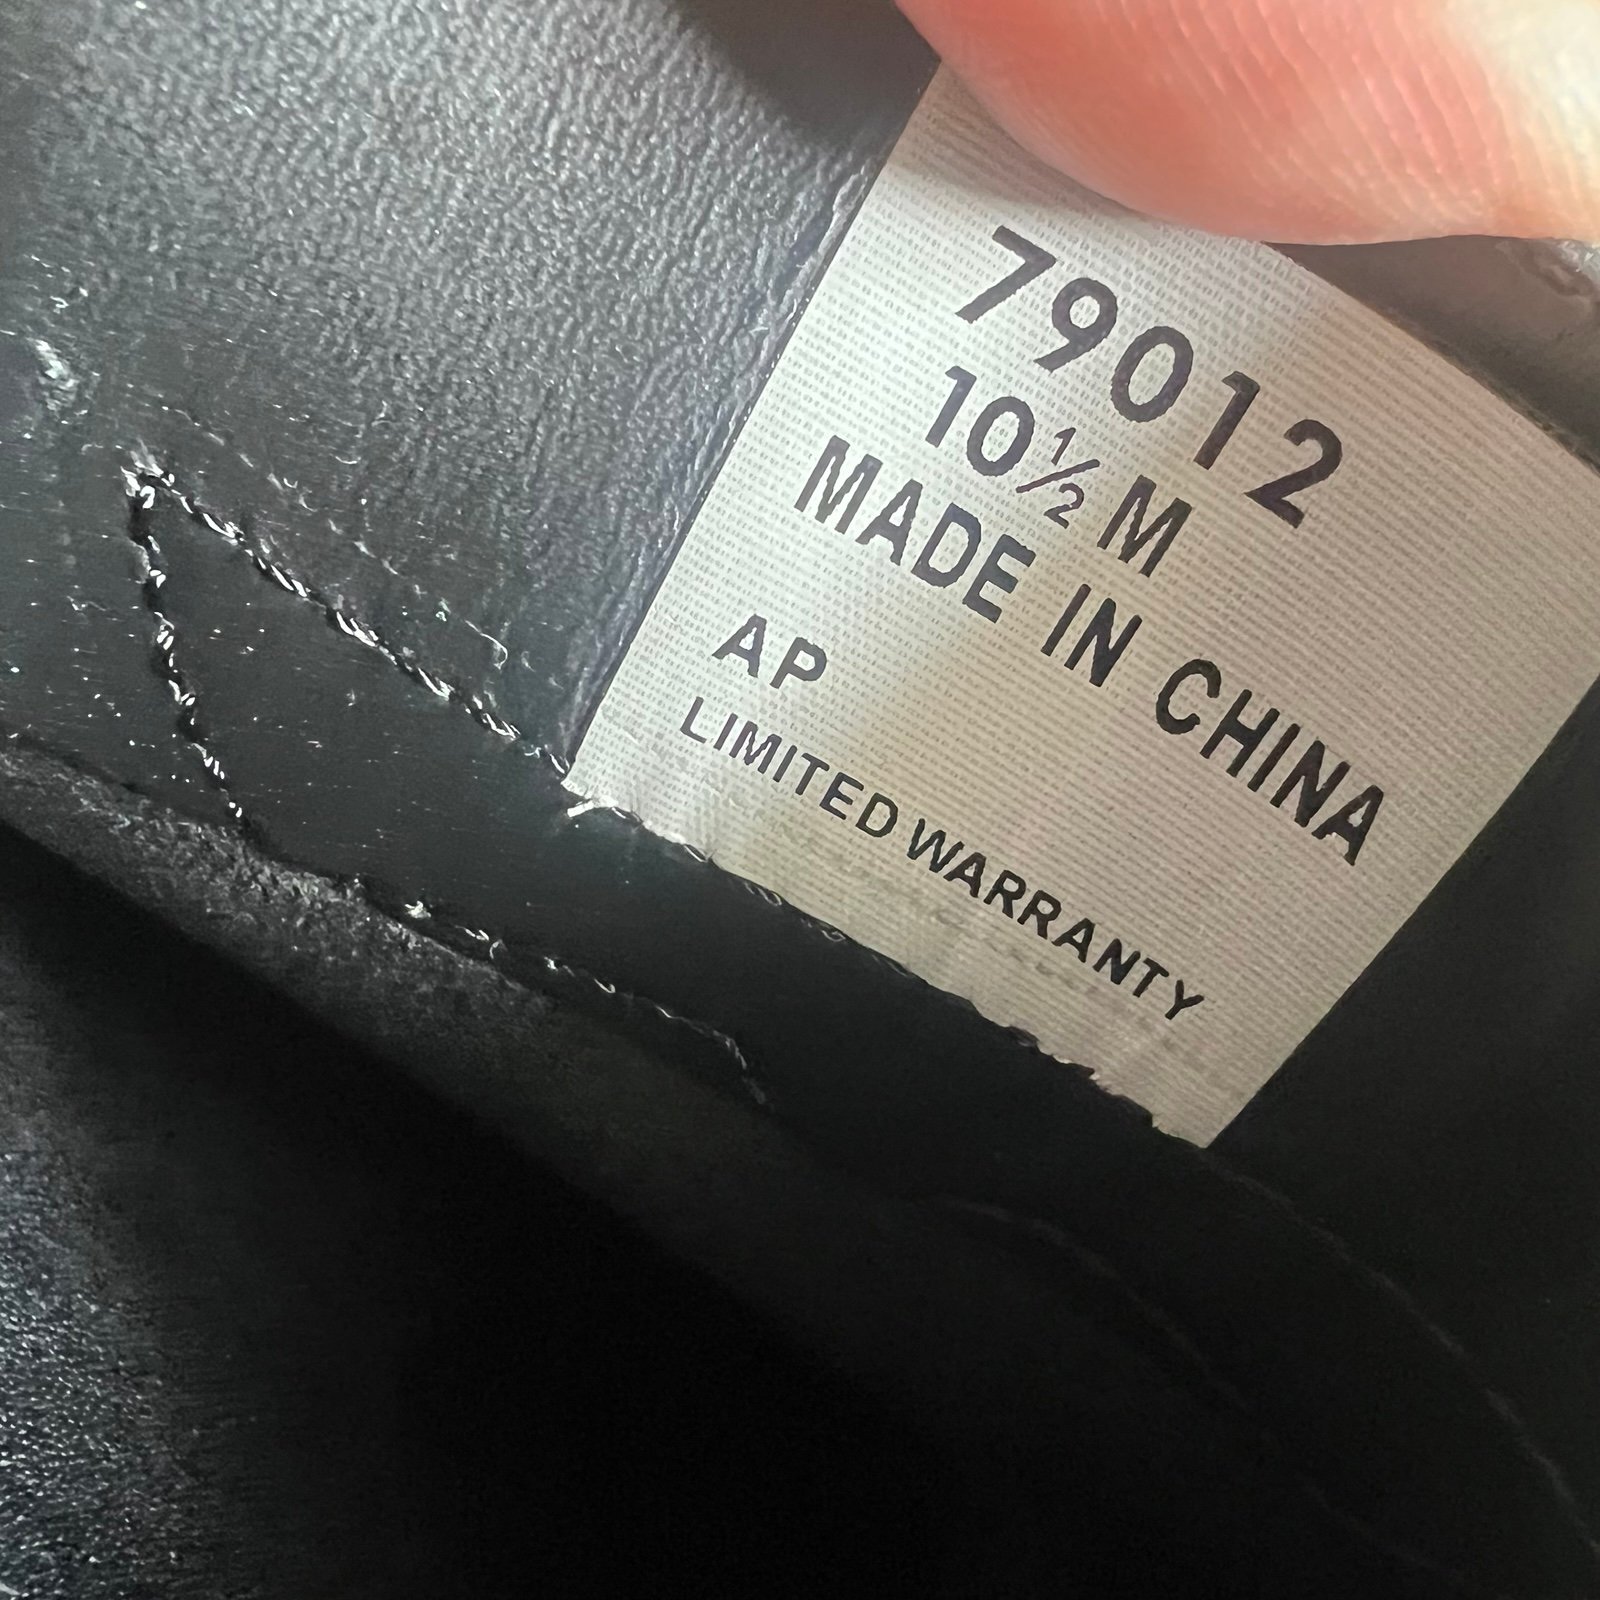 79012
10½ M
MADE IN CHINA
AP
LIMITED WARRANTY